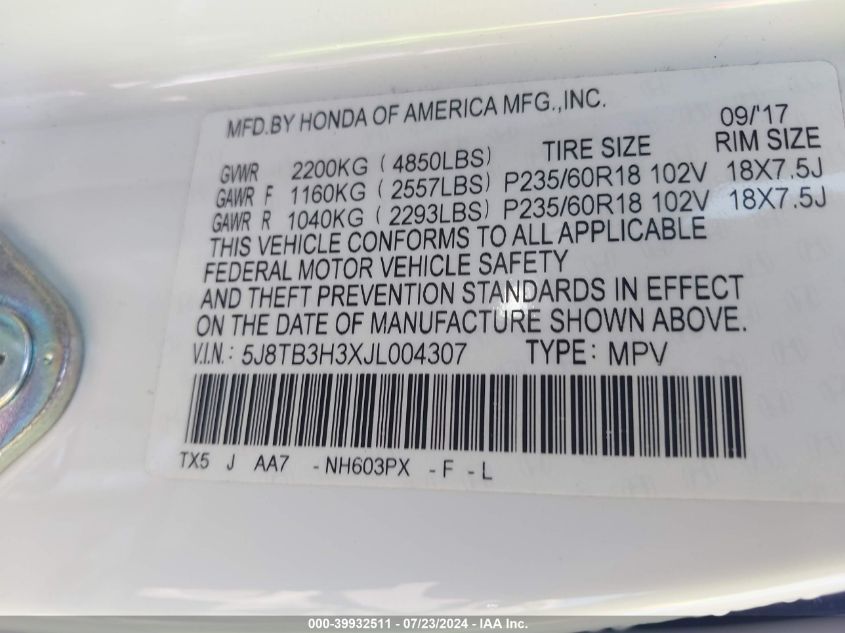 MFD.BY HONDA OF AMERICA MFG.,INC.
09/'17
TIRE SIZE RIM SIZE
GVWR 2200KG (4850LBS)
GAWR F 1160KG (2557LBS) P235/60R18 102V 18X7.5J
GAWR R 1040KG (2293LBS) P235/60R18 102V 18X7.5J
THIS VEHICLE CONFORMS TO ALL APPLICABLE
FEDERAL MOTOR VEHICLE SAFETY
AND THEFT PREVENTION STANDARDS IN EFFECT
ON THE DATE OF MANUFACTURE SHOWN ABOVE.
V.I.N.: 5J8TB3H3XJL004307 TYPE: MPV
TX5 J AA7 -NH603PX -F -L
000-39932511 - 07/23/2024 - IAA Inc.